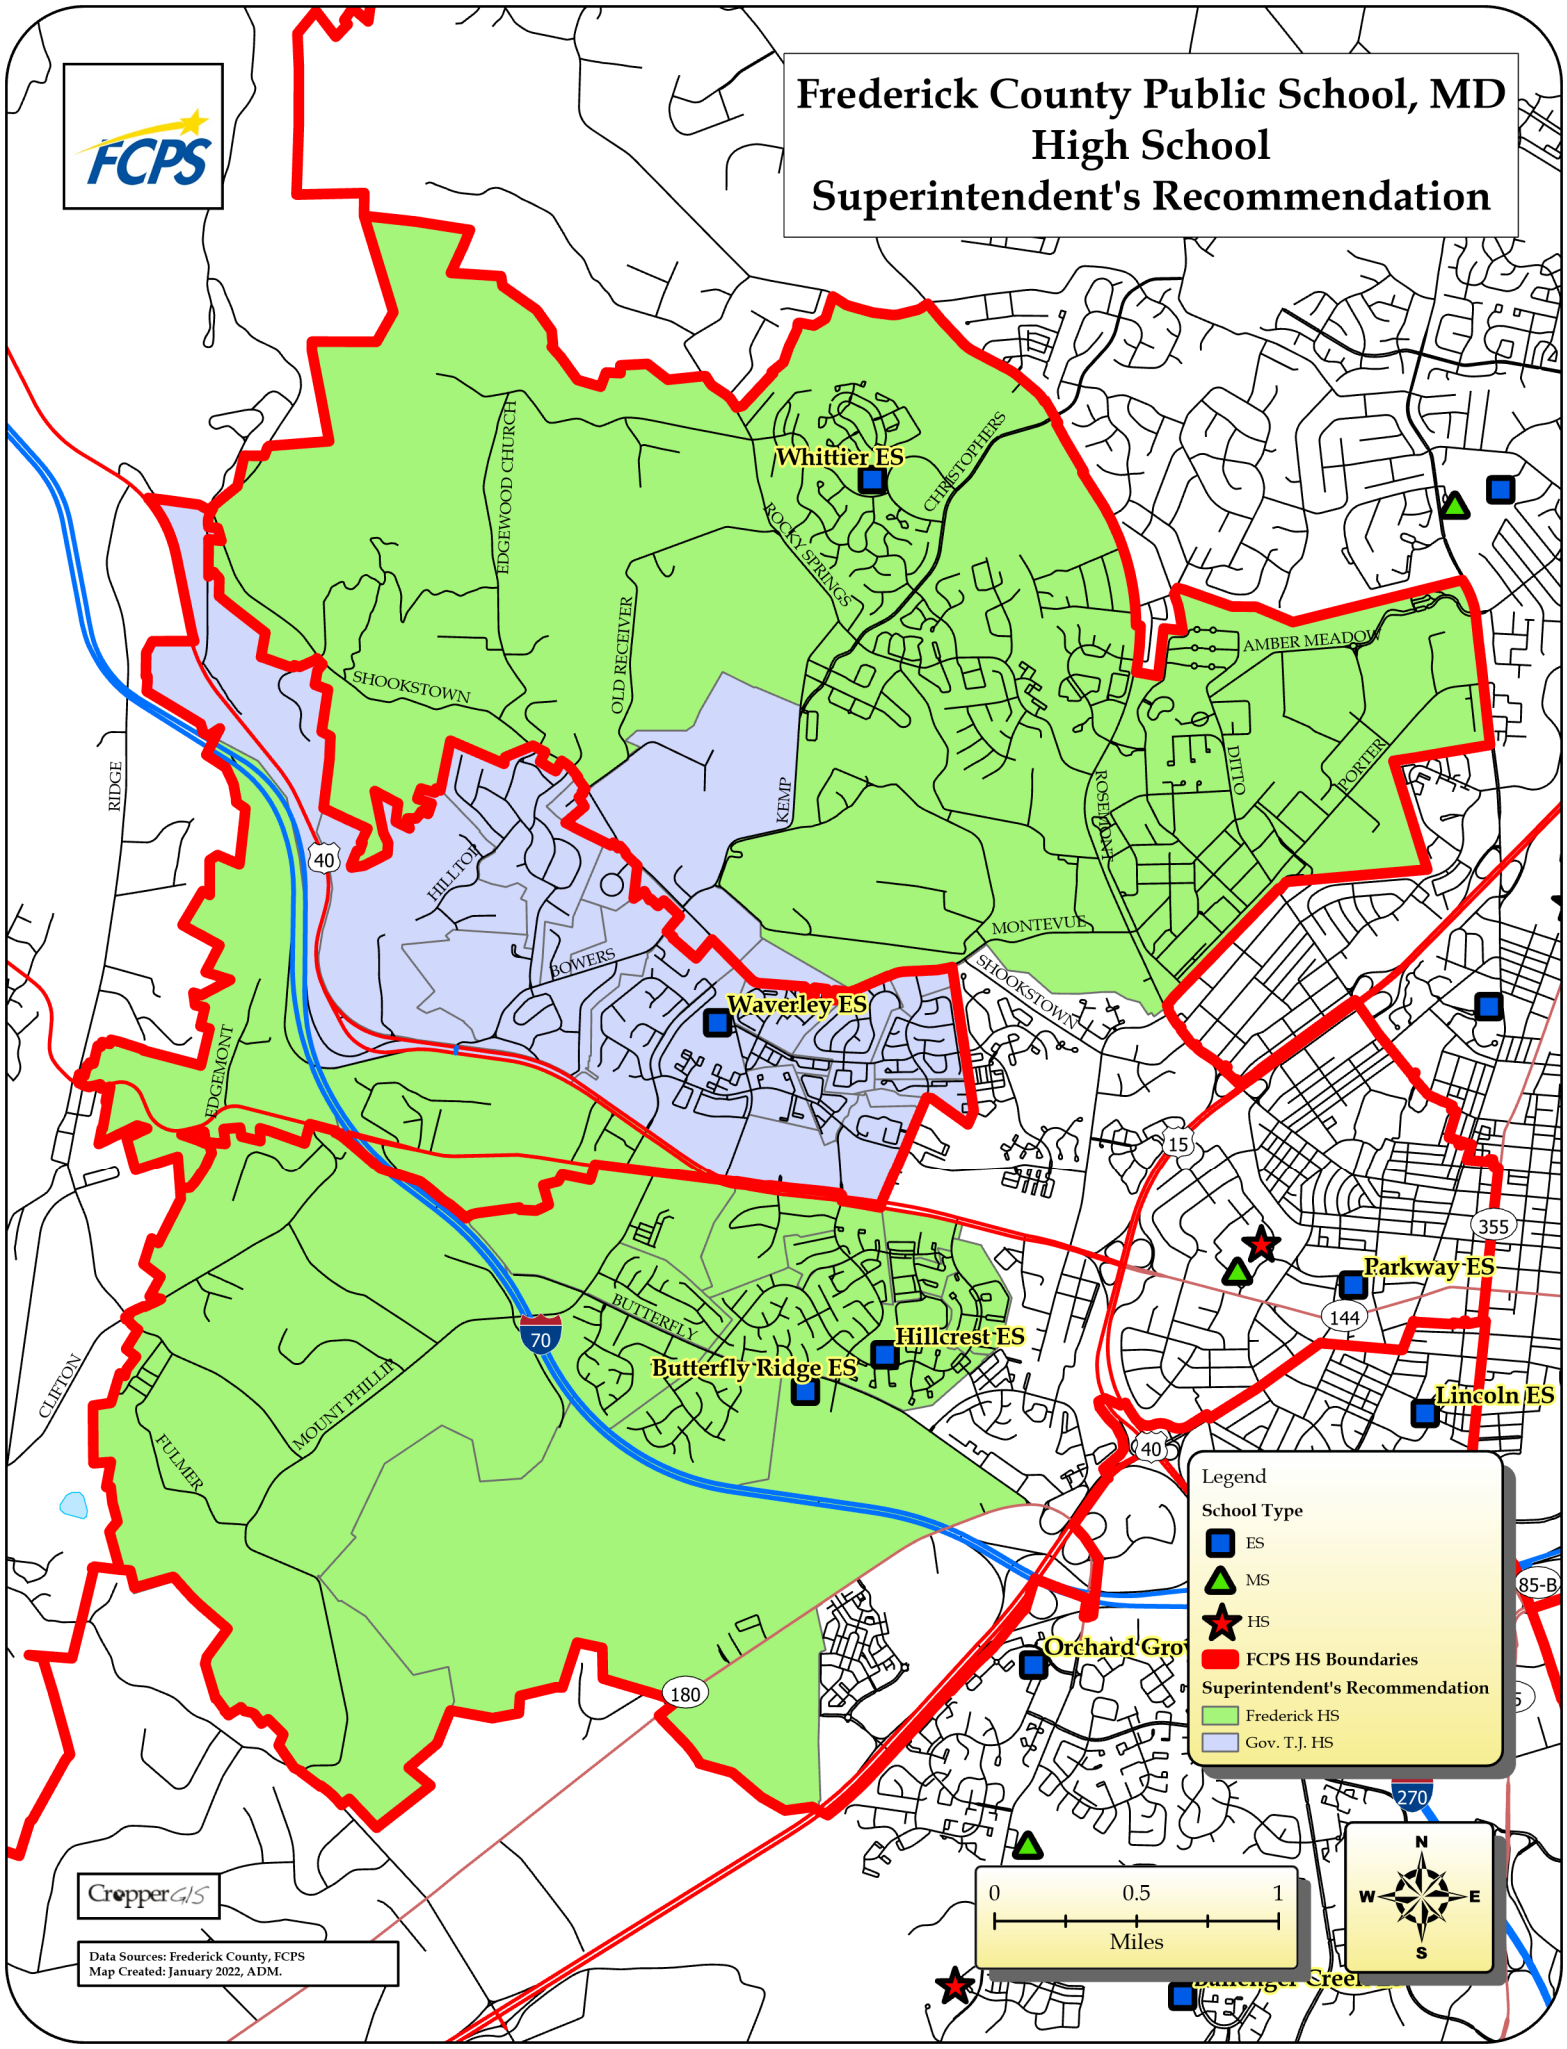 FCPS
Frederick County Public School, MD
High School
Superintendent's Recommendation
EDGEWOOD CHURCH
CHRISTOPHERS
Whittier ES
ROCKY SPRINGS
OLD RECEIVER
SHOOKSTOWN
AMBER MEADOW
RIDGE
KEMP
ROSEMONT
DITTO
PORTER
40
HILLTOP
BOWERS
MONTEVUE
SHOOKSTOWN
Waverley ES
EDGEMONT
15
355
Parkway ES
144
BUTTERFLY
70
Hillcrest ES
Butterfly Ridge ES
CLIFTON
MOUNT PHILLIP
FULMER
Lincoln ES
40
Legend
School Type
ES
MS
HS
FCPS HS Boundaries
Superintendent's Recommendation
Frederick HS
Gov. T.J. HS
85-B
Orchard
180
270
N
W
E
S
0
0.5
1
Miles
CropperGIS
Data Sources: Frederick County, FCPS
Map Created: January 2022, ADM.